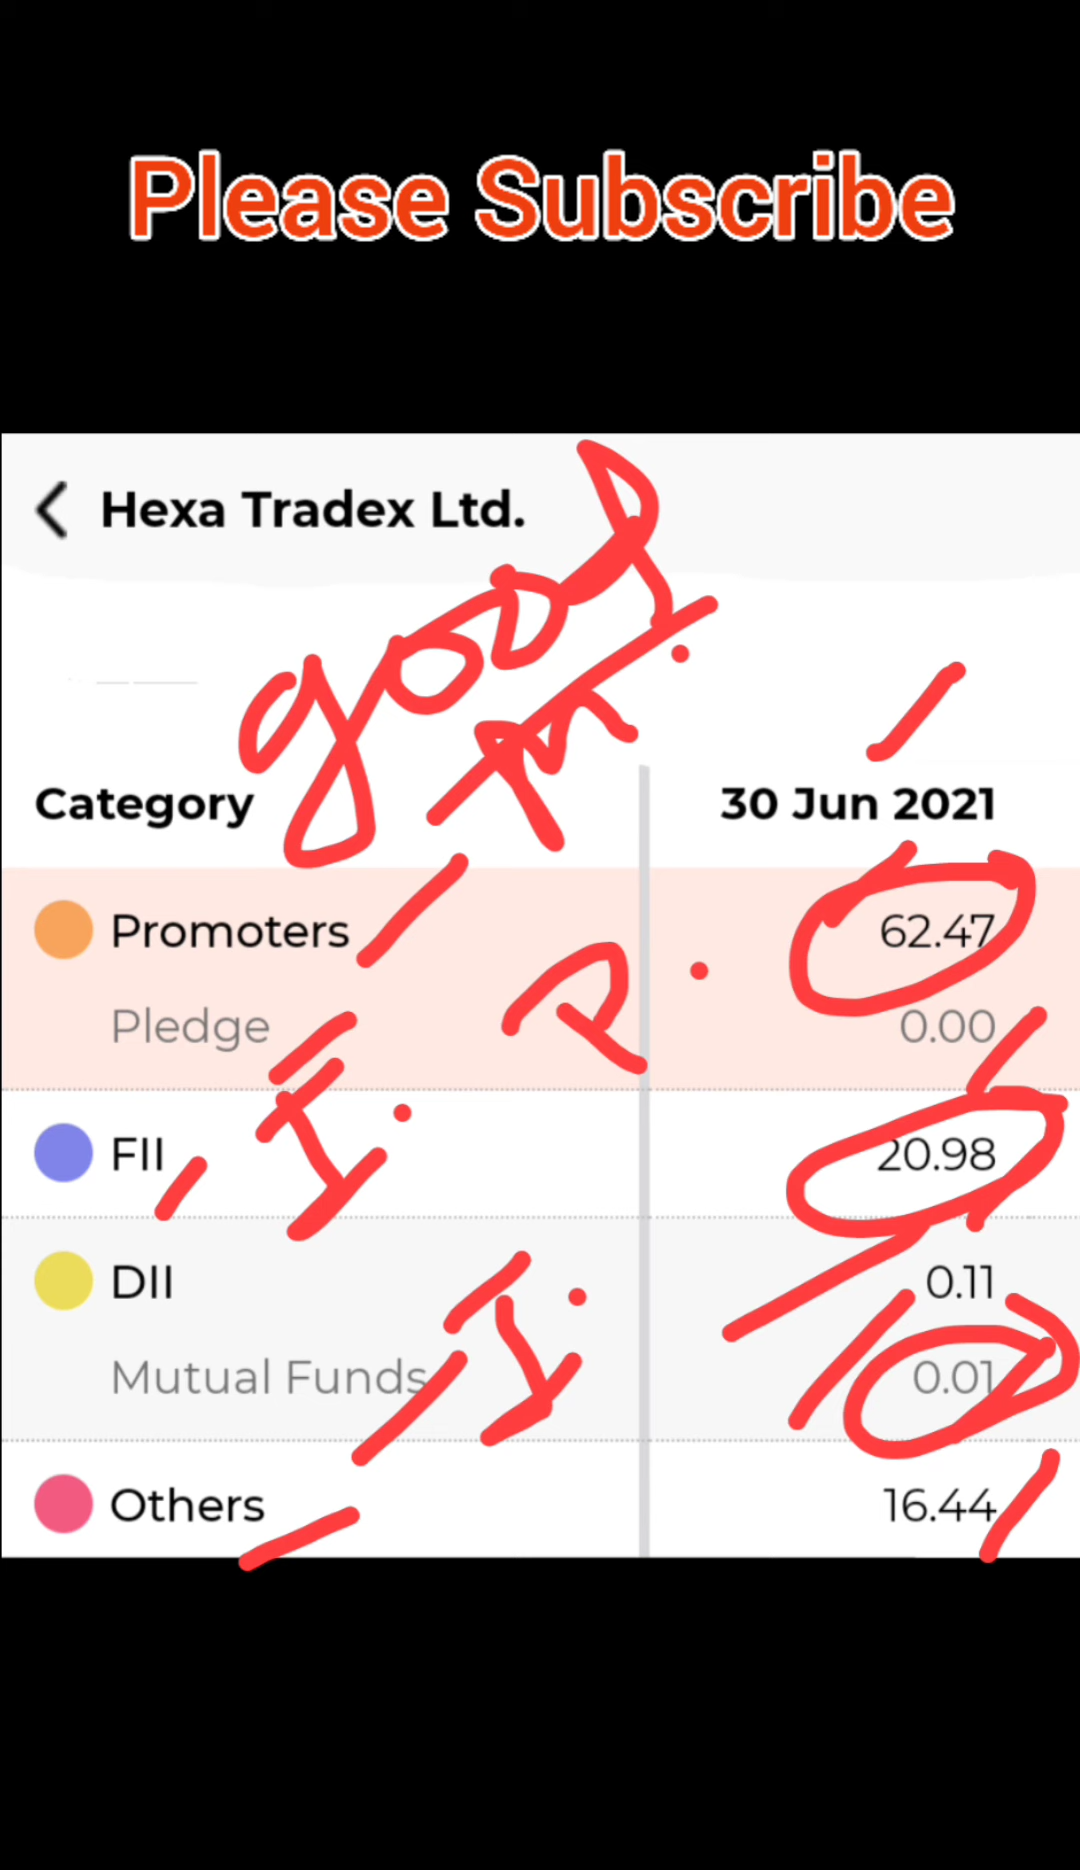 Please Subscribe
Hexa Tradex Ltd.
good
Category 30 Jun 2021
Promoters 62.47
Pledge 0.00
FII 20.98
DII 0.11
Mutual Funds 0.01
Others 16.44